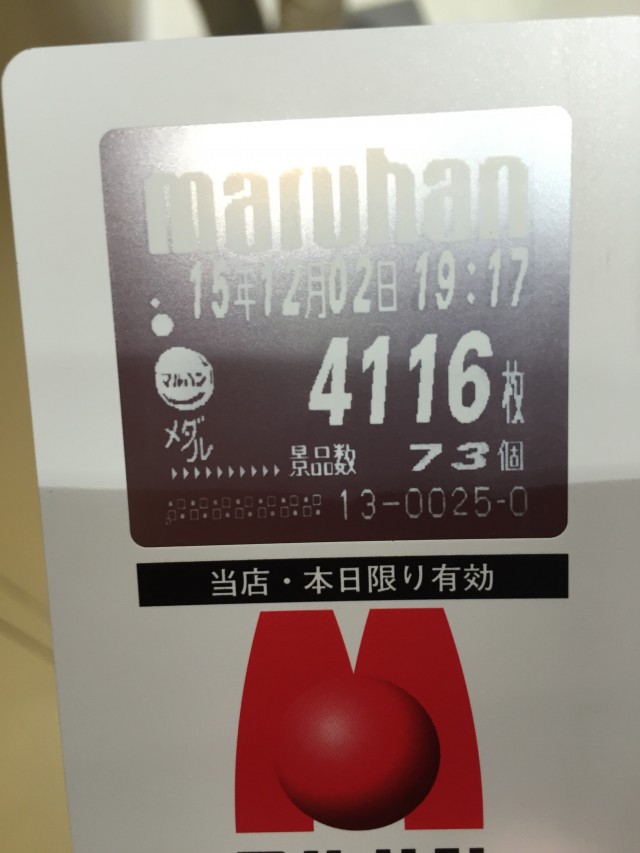 maruhan
15年12月02日 19:17
マルハン
4116枚
メダル
景品数 73個
13-0025-0
当店・本日限り有効